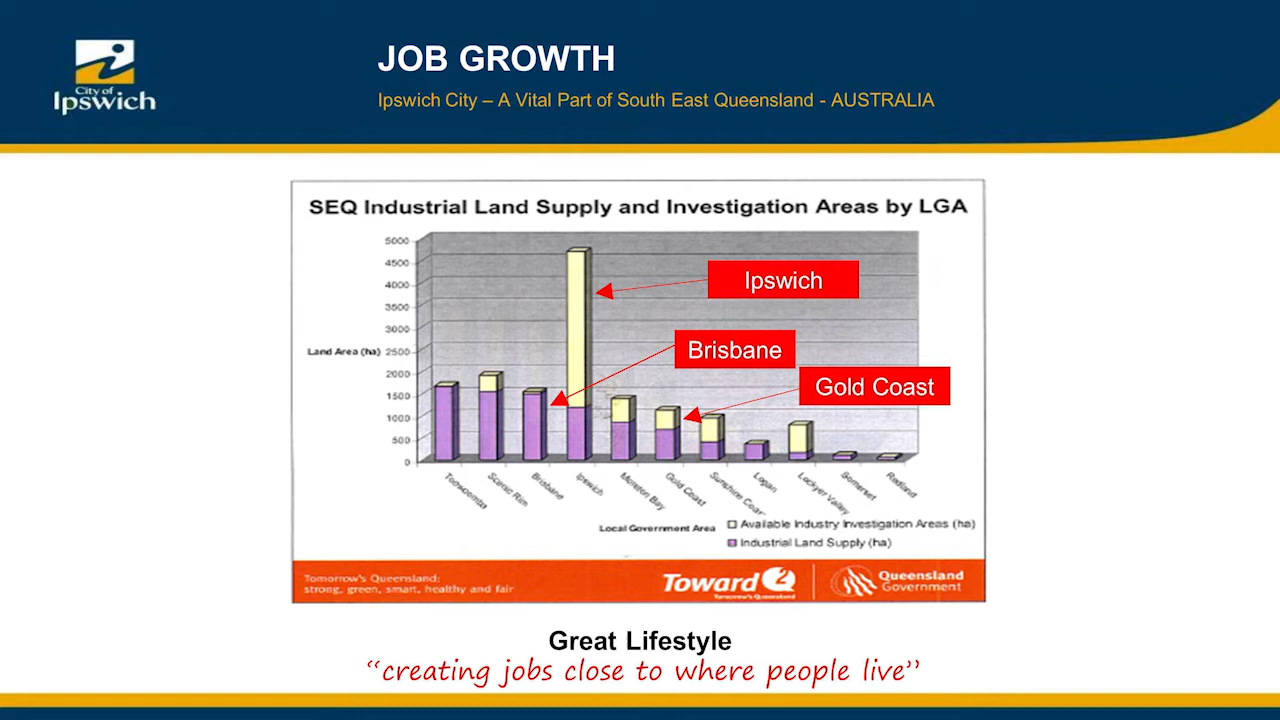 City of
Ipswich
JOB GROWTH
Ipswich City – A Vital Part of South East Queensland - AUSTRALIA
SEQ Industrial Land Supply and Investigation Areas by LGA
5000
4500
4000
3500
3000
Land Area (ha) 2500
2000
1500
1000
500
0
Ipswich
Brisbane
Gold Coast
Toowoomba
Scenic Rim
Brisbane
Ipswich
Moreton Bay
Gold Coast
Sunshine Coas
Logan
Lockyer Valley
Somerset
Redland
Local Government Area
Available Industry Investigation Areas (ha)
Industrial Land Supply (ha)
Tomorrow's Queensland:
strong, green, smart, healthy and fair
Toward Q2
Tomorrow's Queensland
Queensland
Government
Great Lifestyle
“creating jobs close to where people live”